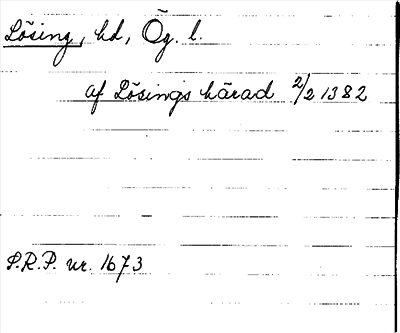 Lösing, hd, Ög. l.
af Lösings härad 2/2 1382
S.R.P. nr. 1673